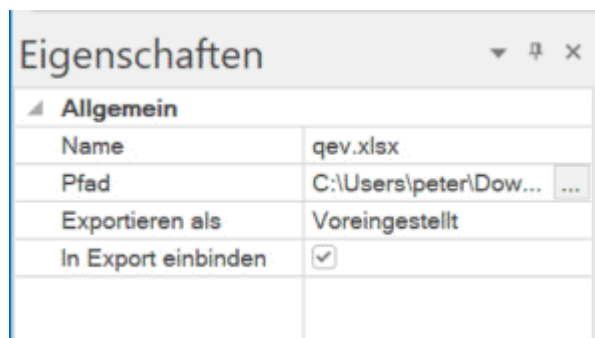 Eigenschaften
Allgemein
Name qev.xlsx
Pfad C:\Users\peter\Dow... ...
Exportieren als Voreingestellt
In Export einbinden